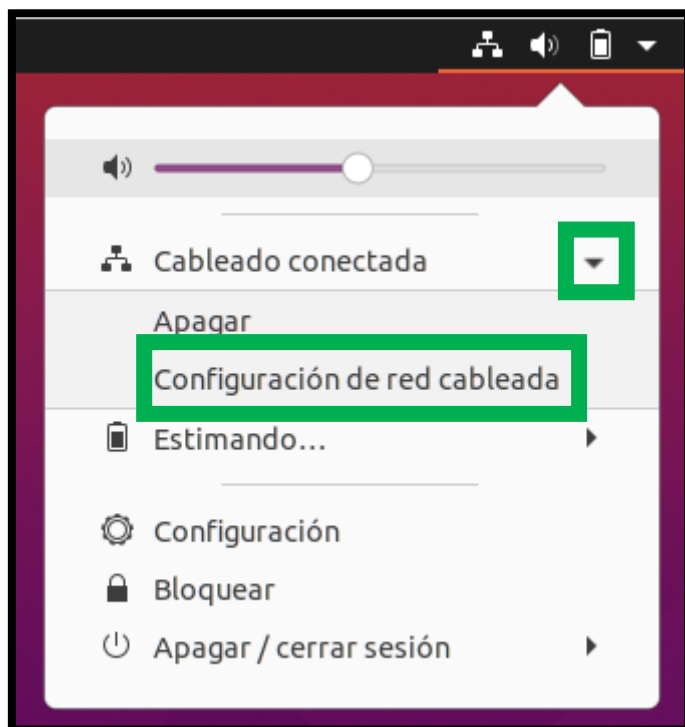 Cableado conectada
Apagar
Configuración de red cableada
Estimando...
Configuración
Bloquear
Apagar / cerrar sesión